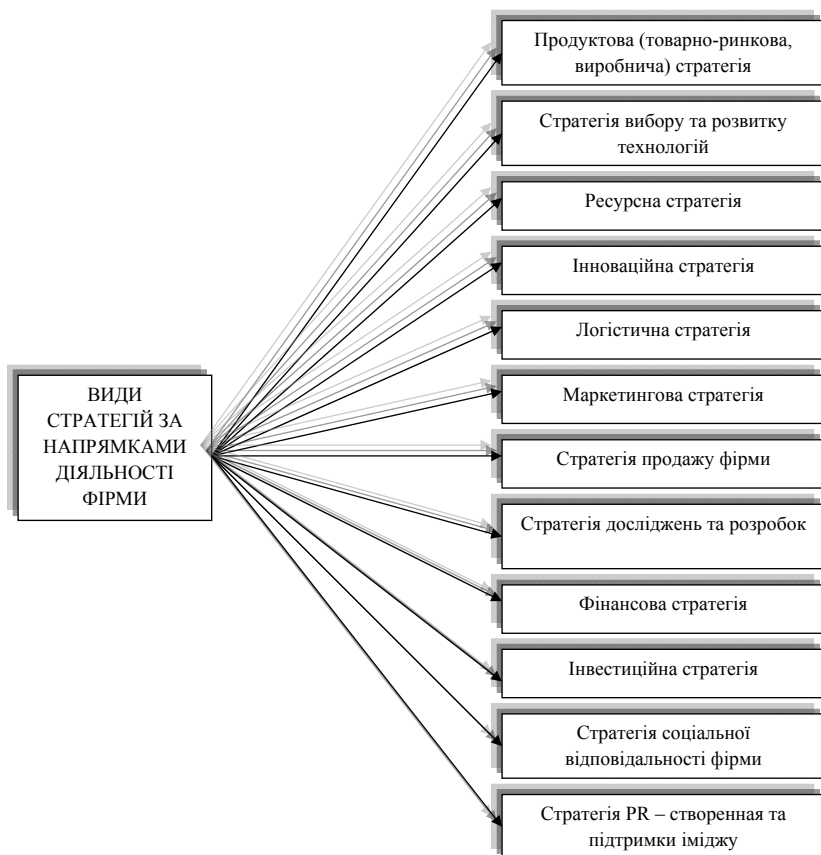 ВИДИ
СТРАТЕГІЙ ЗА
НАПРЯМКАМИ
ДІЯЛЬНОСТІ
ФІРМИ
Продуктова (товарно-ринкова,
виробнича) стратегія
Стратегія вибору та розвитку
технологій
Ресурсна стратегія
Інноваційна стратегія
Логістична стратегія
Маркетингова стратегія
Стратегія продажу фірми
Стратегія досліджень та розробок
Фінансова стратегія
Інвестиційна стратегія
Стратегія соціальної
відповідальності фірми
Стратегія PR – створенная та
підтримки іміджу